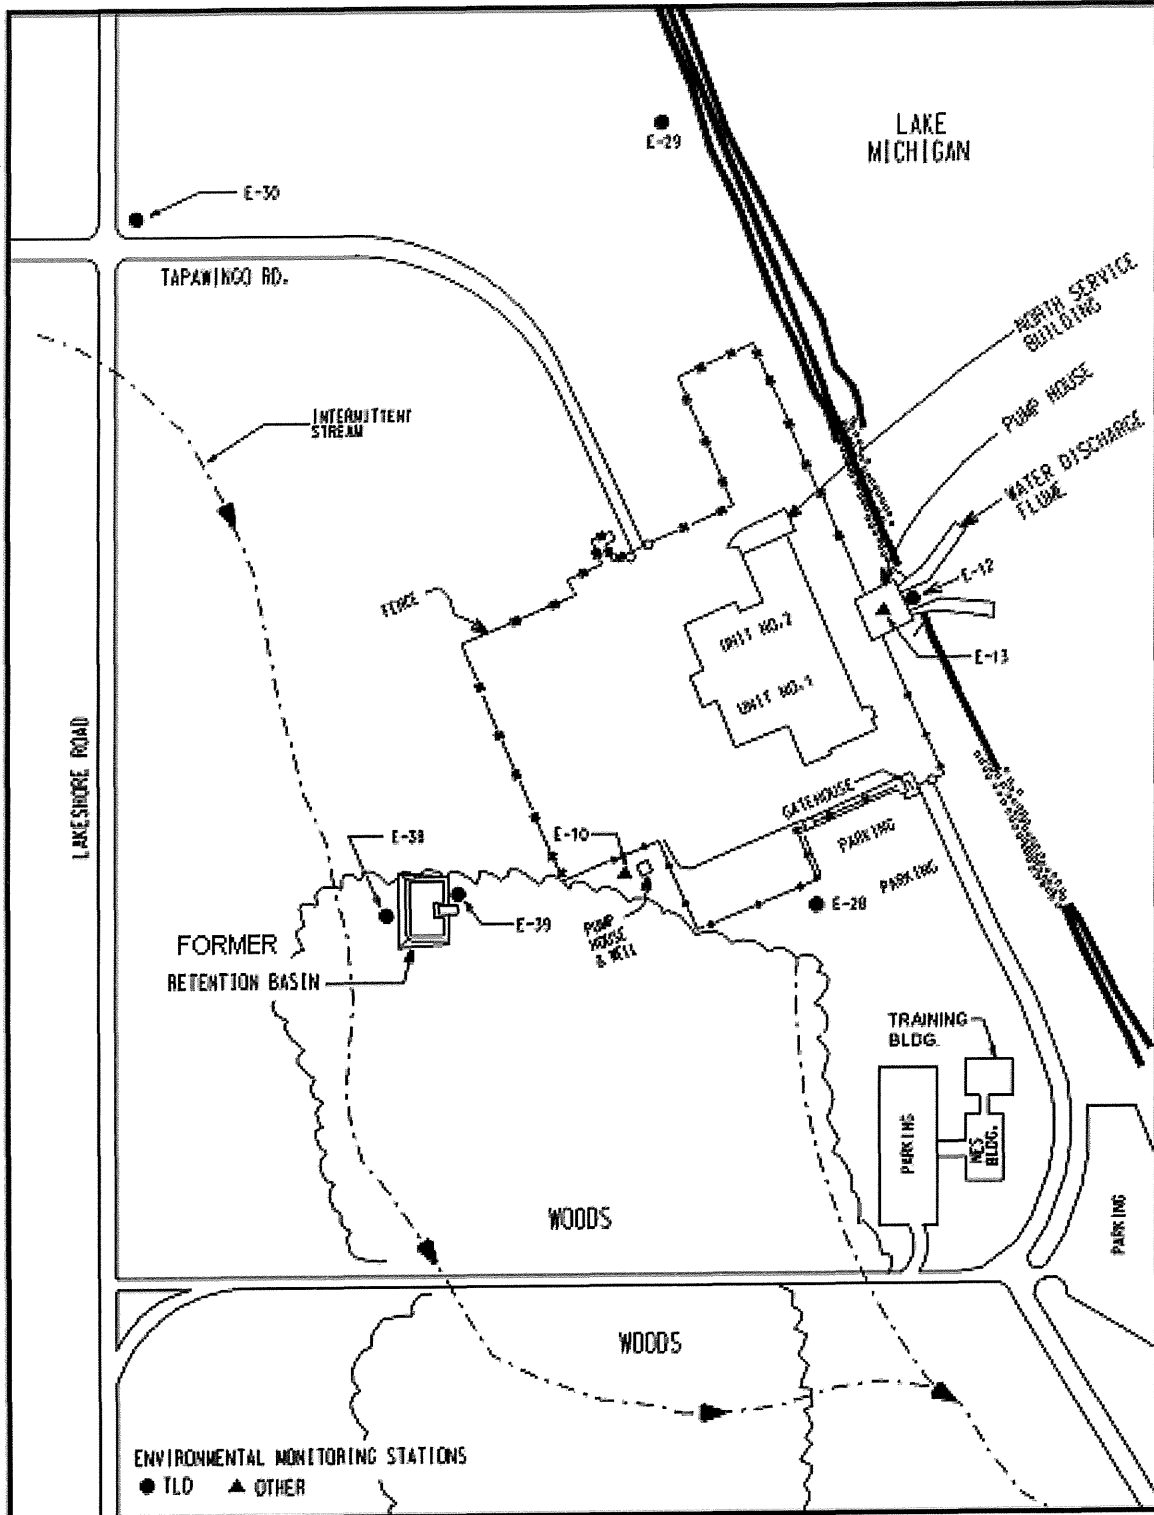 LAKE
MICHIGAN
E-29
E-30
TAPAWINGO RD.
NORTH SERVICE
BUILDING
PUMP HOUSE
WATER DISCHARGE
FLUME
INTERMITTENT
STREAM
FENCE
E-12
UNIT NO.2
E-13
UNIT NO.1
LAKESHORE ROAD
GATEHOUSE
E-38
E-10
PARKING
PARKING
E-39
E-28
PUMP
HOUSE
& WELL
FORMER
RETENTION BASIN
TRAINING
BLDG.
PARKING
NES
BLDG.
PARKING
WOODS
WOODS
ENVIRONMENTAL MONITORING STATIONS
● TLD ▲ OTHER